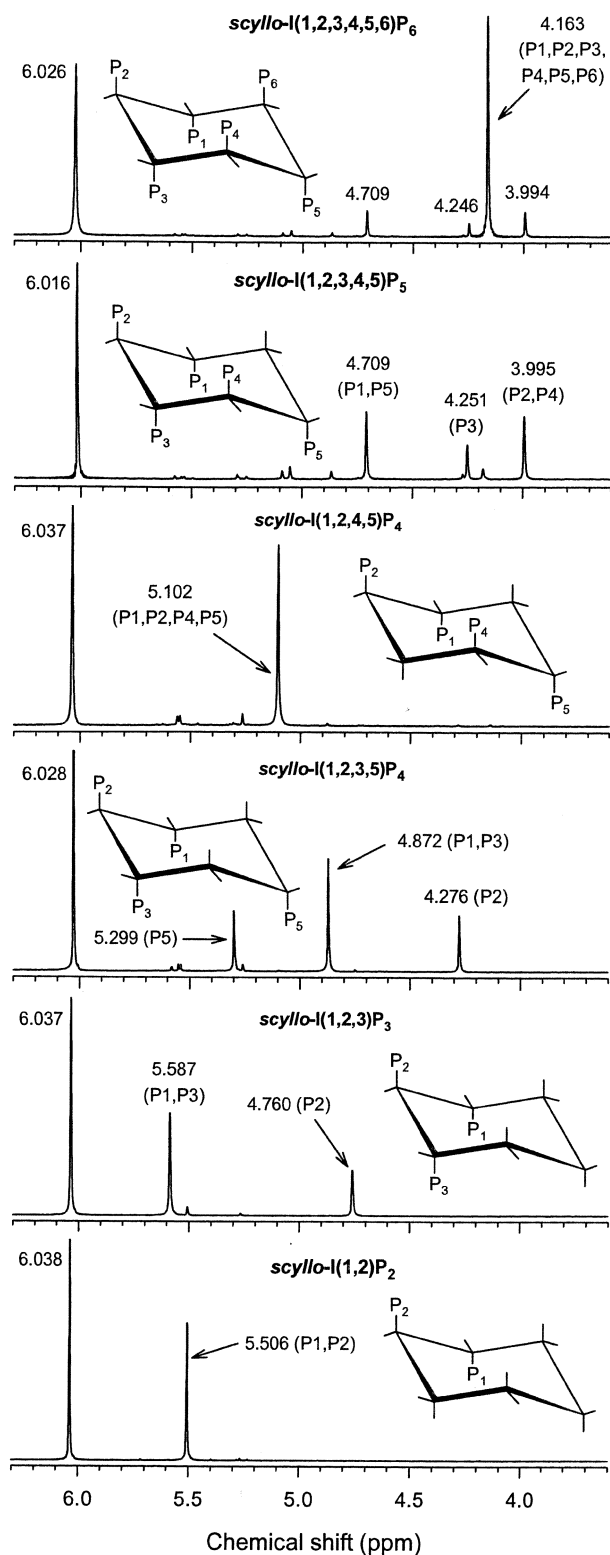 scyllo-I(1,2,3,4,5,6)P6
6.026
4.163
(P1,P2,P3,
P4,P5,P6)
P2
P6
P1
P4
P3
P5
4.709
4.246
3.994
scyllo-I(1,2,3,4,5)P5
6.016
P2
P1
P4
P3
P5
4.709
(P1,P5)
4.251
(P3)
3.995
(P2,P4)
scyllo-I(1,2,4,5)P4
6.037
5.102
(P1,P2,P4,P5)
P2
P1
P4
P5
scyllo-I(1,2,3,5)P4
6.028
P2
P1
P3
P5
4.872 (P1,P3)
4.276 (P2)
5.299 (P5)
scyllo-I(1,2,3)P3
6.037
5.587
(P1,P3)
4.760 (P2)
P2
P1
P3
scyllo-I(1,2)P2
6.038
5.506 (P1,P2)
P2
P1
6.0 5.5 5.0 4.5 4.0
Chemical shift (ppm)